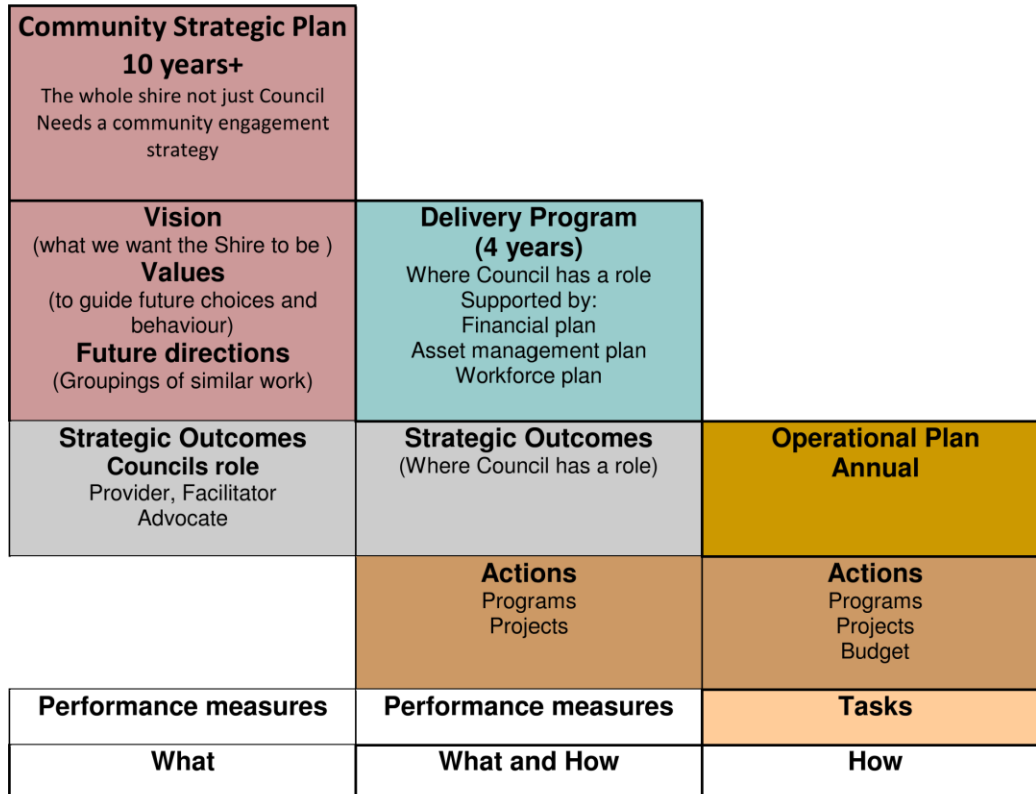 Community Strategic Plan
10 years+
The whole shire not just Council
Needs a community engagement
strategy
Vision
(what we want the Shire to be )
Values
(to guide future choices and
behaviour)
Future directions
(Groupings of similar work)
Delivery Program
(4 years)
Where Council has a role
Supported by:
Financial plan
Asset management plan
Workforce plan
Strategic Outcomes
Councils role
Provider, Facilitator
Advocate
Strategic Outcomes
(Where Council has a role)
Operational Plan
Annual
Actions
Programs
Projects
Actions
Programs
Projects
Budget
Performance measures
Performance measures
Tasks
What
What and How
How